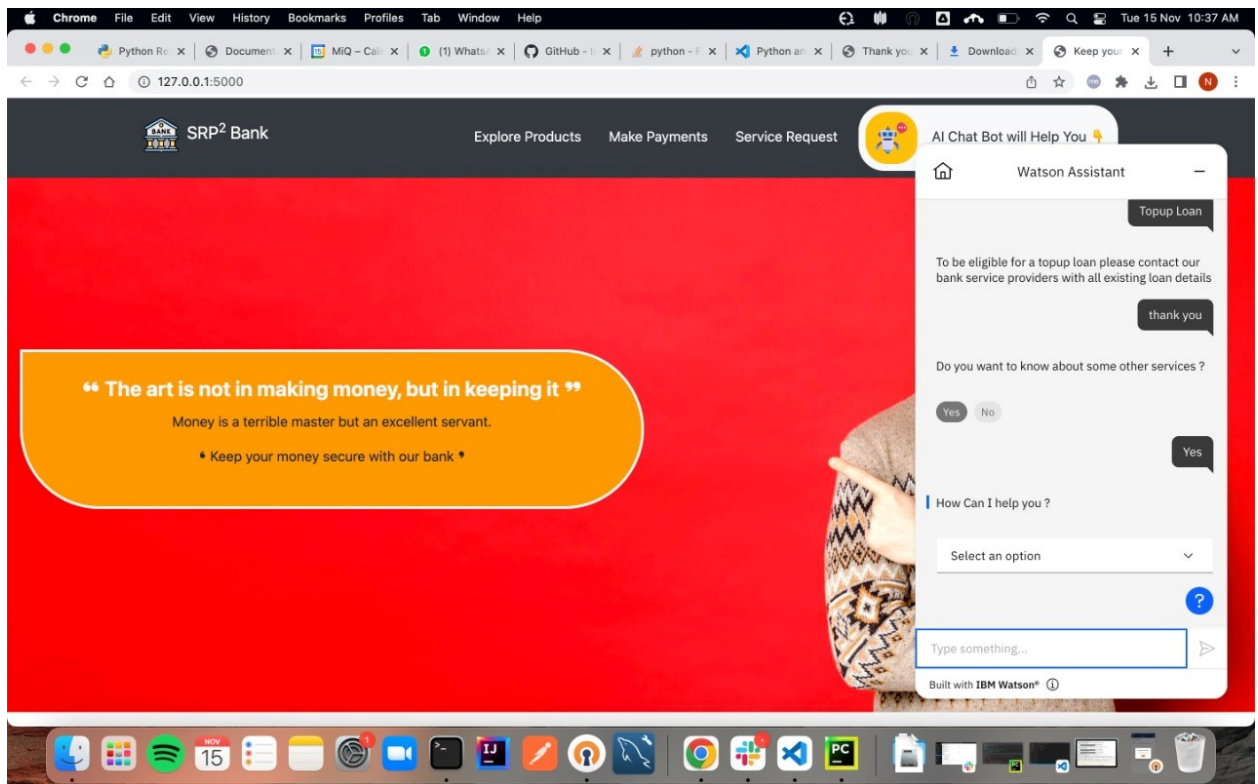 Chrome File Edit View History Bookmarks Profiles Tab Window Help Tue 15 Nov 10:37 AM
Python Re Document MiQ – Cale (1) Whats GitHub - I python - F Python an Thank you Download Keep your
127.0.0.1:5000 N
BANK SRP² Bank Explore Products Make Payments Service Request AI Chat Bot will Help You
Watson Assistant
Topup Loan
To be eligible for a topup loan please contact our
bank service providers with all existing loan details
thank you
Do you want to know about some other services ?
Yes No
Yes
How Can I help you ?
Select an option
?
Type something...
Built with IBM Watson®
❝ The art is not in making money, but in keeping it ❞
Money is a terrible master but an excellent servant.
❛ Keep your money secure with our bank ❜
NOV
15
1
IJ
PC